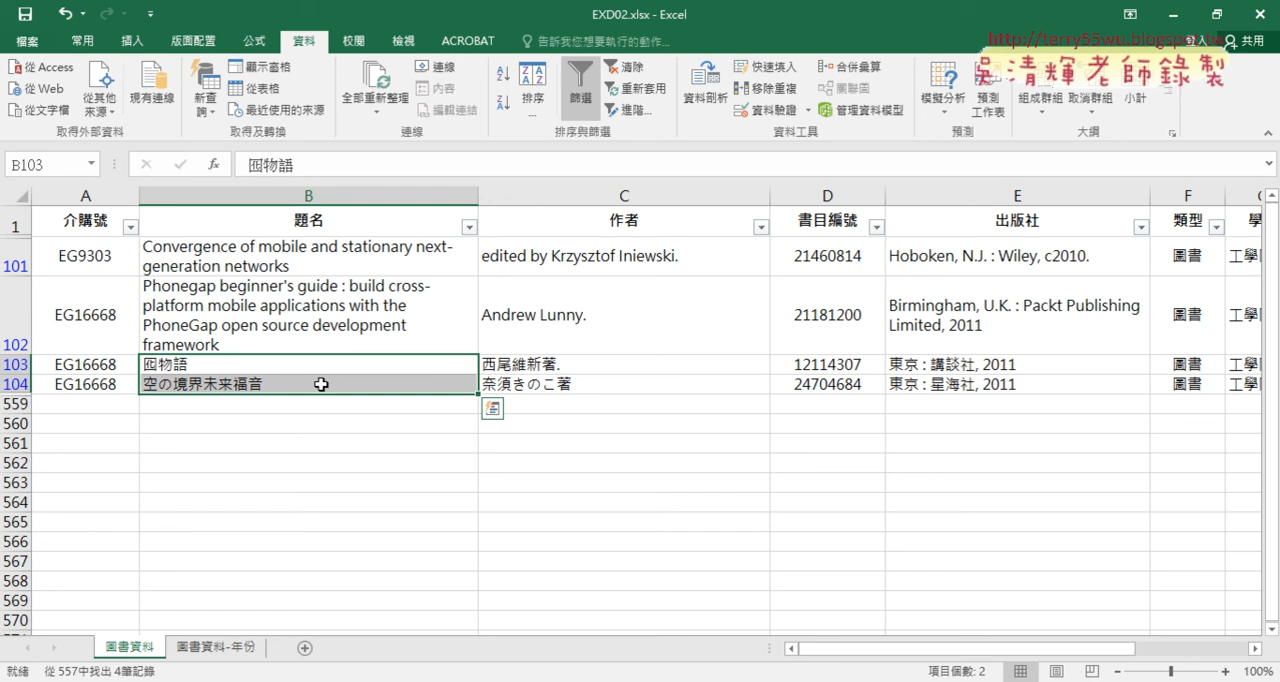 EXD02.xlsx - Excel
http://terry55wu.blogspot.tw
吳清輝老師錄製
檔案 常用 插入 版面配置 公式 資料 校閱 檢視 ACROBAT 告訴我您想要執行的動作... 登入 共用
從 Access
從 Web
從文字檔
從其他來源
現有連線
取得外部資料
新查詢
顯示窗格
從表格
最近使用的來源
取得及轉換
全部重新整理
連線
內容
編輯連結
連線
排序...
篩選
清除
重新套用
進階...
排序與篩選
資料剖析
快速填入
移除重複
資料驗證
合併彙算
關聯圖
管理資料模型
資料工具
模擬分析
預測工作表
預測
組成群組
取消群組
小計
大綱
B103 fx 囮物語
A B C D E F
1 介購號 題名 作者 書目編號 出版社 類型 學
101 EG9303 Convergence of mobile and stationary next-generation networks edited by Krzysztof Iniewski. 21460814 Hoboken, N.J. : Wiley, c2010. 圖書 工學
102 EG16668 Phonegap beginner's guide : build cross-platform mobile applications with the PhoneGap open source development framework Andrew Lunny. 21181200 Birmingham, U.K. : Packt Publishing Limited, 2011 圖書 工學
103 EG16668 囮物語 西尾維新著. 12114307 東京 : 講談社, 2011 圖書 工學
104 EG16668 空の境界未来福音 奈須きのこ著 24704684 東京 : 星海社, 2011 圖書 工學
559
560
561
562
563
564
565
566
567
568
569
570
圖書資料 圖書資料-年份
就緒 從 557中找出 4筆記錄 項目個數: 2 100%